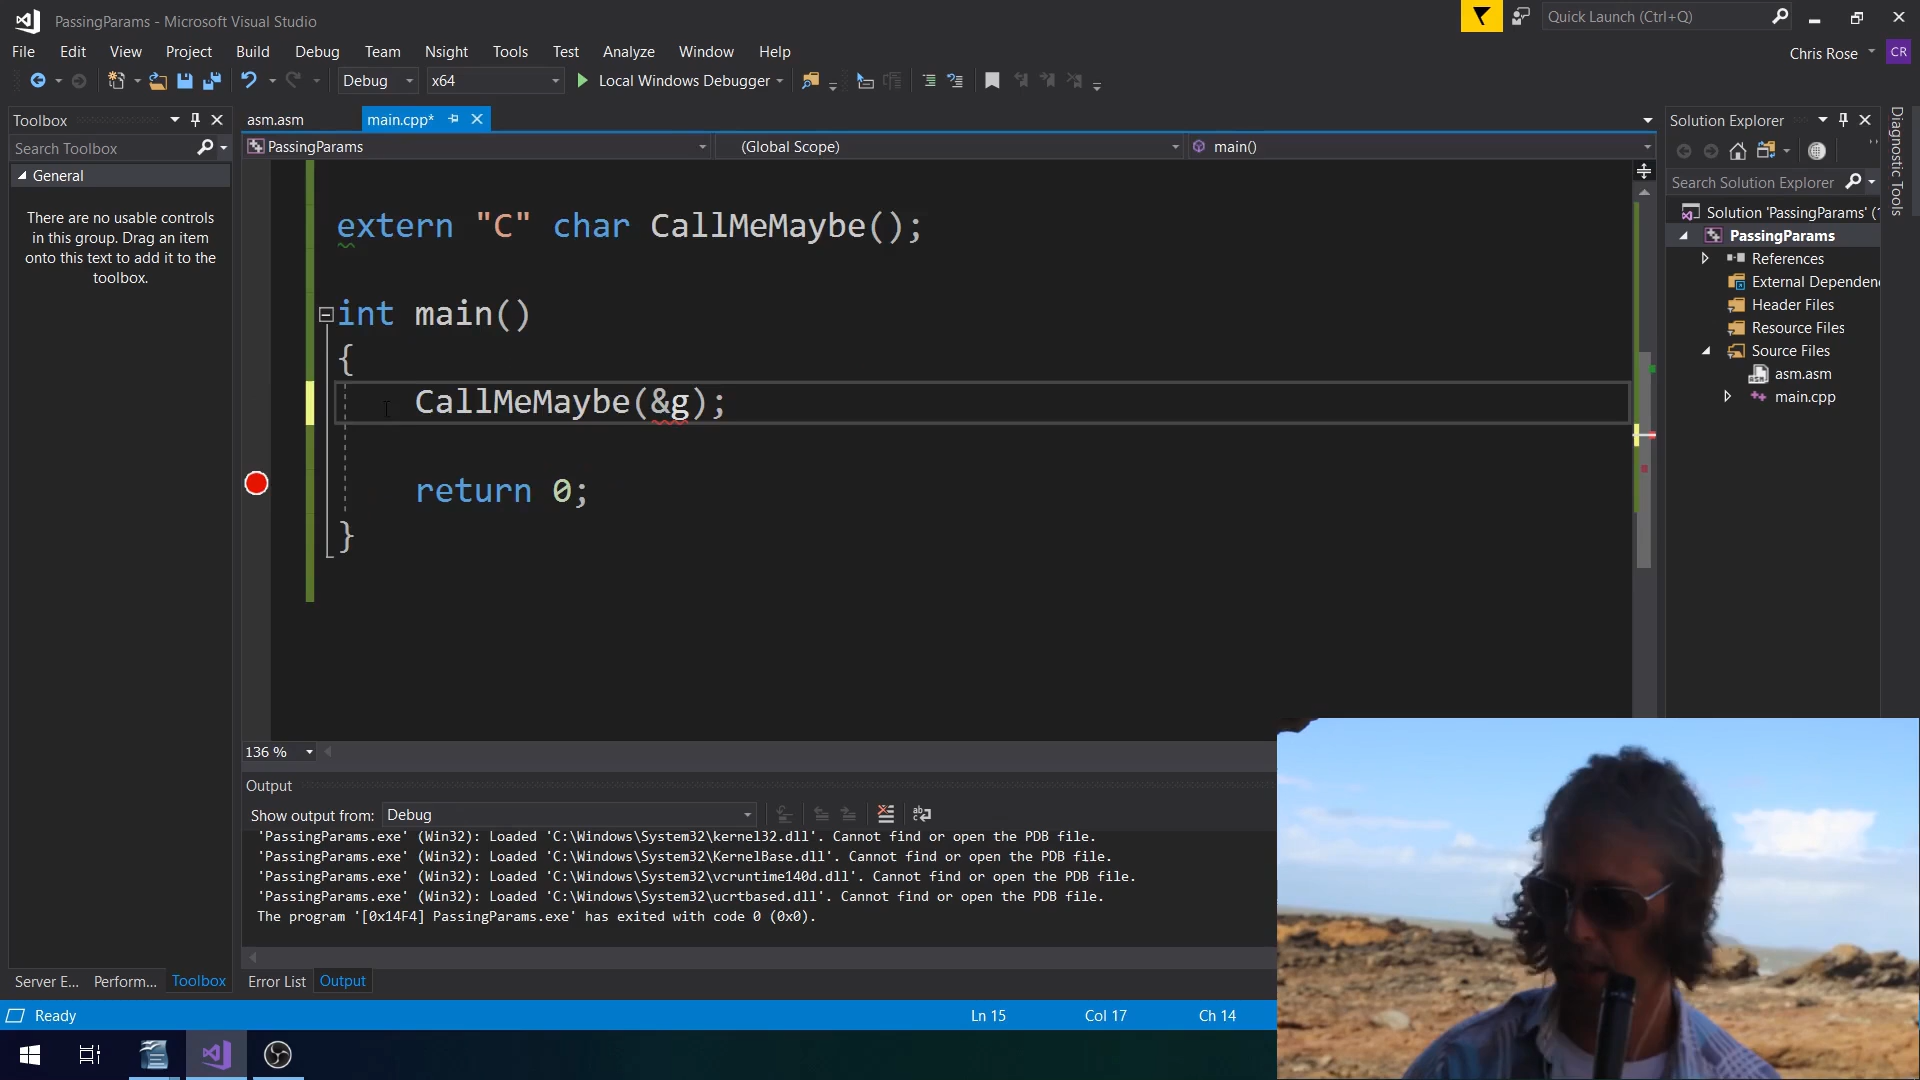 PassingParams - Microsoft Visual Studio
Quick Launch (Ctrl+Q)
File Edit View Project Build Debug Team Nsight Tools Test Analyze Window Help
Chris Rose CR
Debug x64 Local Windows Debugger
Toolbox
asm.asm main.cpp*
Solution Explorer
Diagnostic Tools
Search Toolbox
PassingParams (Global Scope) main()
General
Search Solution Explorer
There are no usable controls
in this group. Drag an item
onto this text to add it to the
toolbox.
extern "C" char CallMeMaybe();
int main()
{
CallMeMaybe(&g);
return 0;
}
Solution 'PassingParams' (
PassingParams
References
External Dependen
Header Files
Resource Files
Source Files
asm.asm
main.cpp
136 %
Output
Show output from: Debug
'PassingParams.exe' (Win32): Loaded 'C:\Windows\System32\kernel32.dll'. Cannot find or open the PDB file.
'PassingParams.exe' (Win32): Loaded 'C:\Windows\System32\KernelBase.dll'. Cannot find or open the PDB file.
'PassingParams.exe' (Win32): Loaded 'C:\Windows\System32\vcruntime140d.dll'. Cannot find or open the PDB file.
'PassingParams.exe' (Win32): Loaded 'C:\Windows\System32\ucrtbased.dll'. Cannot find or open the PDB file.
The program '[0x14F4] PassingParams.exe' has exited with code 0 (0x0).
Server E... Perform... Toolbox
Error List Output
Ready
Ln 15 Col 17 Ch 14